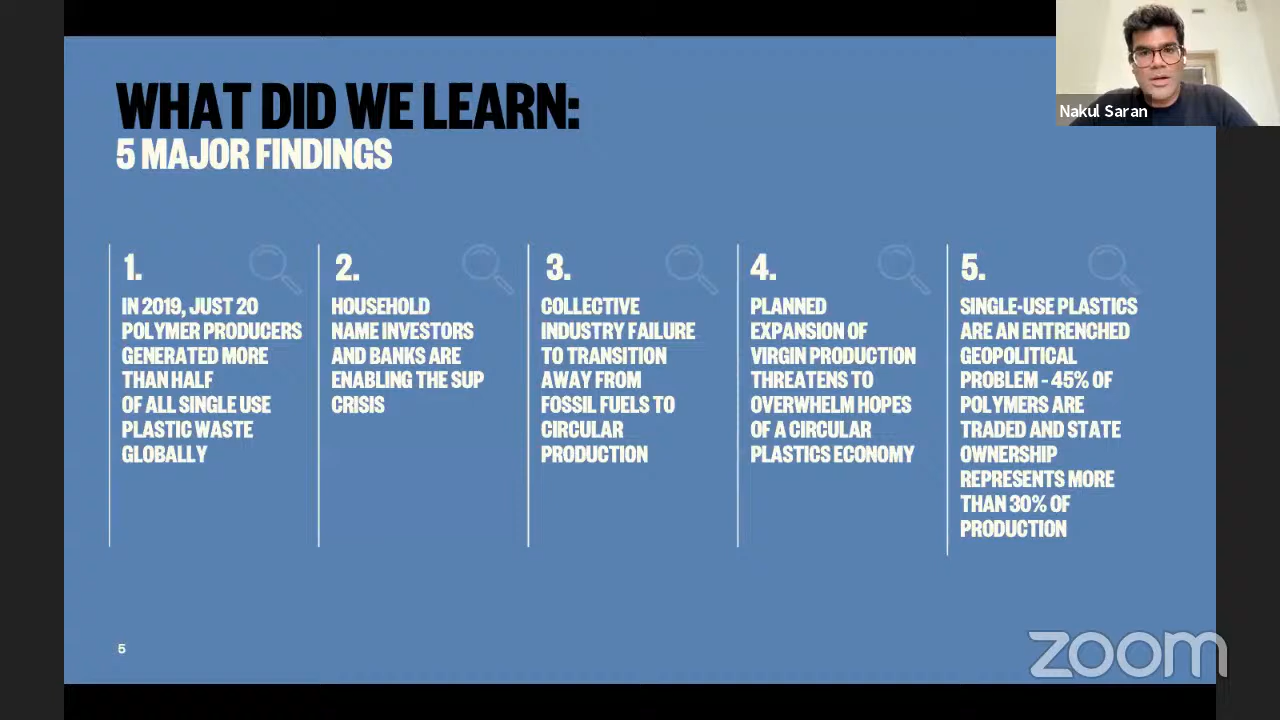 WHAT DID WE LEARN:
5 MAJOR FINDINGS
1.
IN 2019, JUST 20
POLYMER PRODUCERS
GENERATED MORE
THAN HALF
OF ALL SINGLE USE
PLASTIC WASTE
GLOBALLY
2.
HOUSEHOLD
NAME INVESTORS
AND BANKS ARE
ENABLING THE SUP
CRISIS
3.
COLLECTIVE
INDUSTRY FAILURE
TO TRANSITION
AWAY FROM
FOSSIL FUELS TO
CIRCULAR
PRODUCTION
4.
PLANNED
EXPANSION OF
VIRGIN PRODUCTION
THREATENS TO
OVERWHELM HOPES
OF A CIRCULAR
PLASTICS ECONOMY
5.
SINGLE-USE PLASTICS
ARE AN ENTRENCHED
GEOPOLITICAL
PROBLEM - 45% OF
POLYMERS ARE
TRADED AND STATE
OWNERSHIP
REPRESENTS MORE
THAN 30% OF
PRODUCTION
5
Nakul Saran
zoom